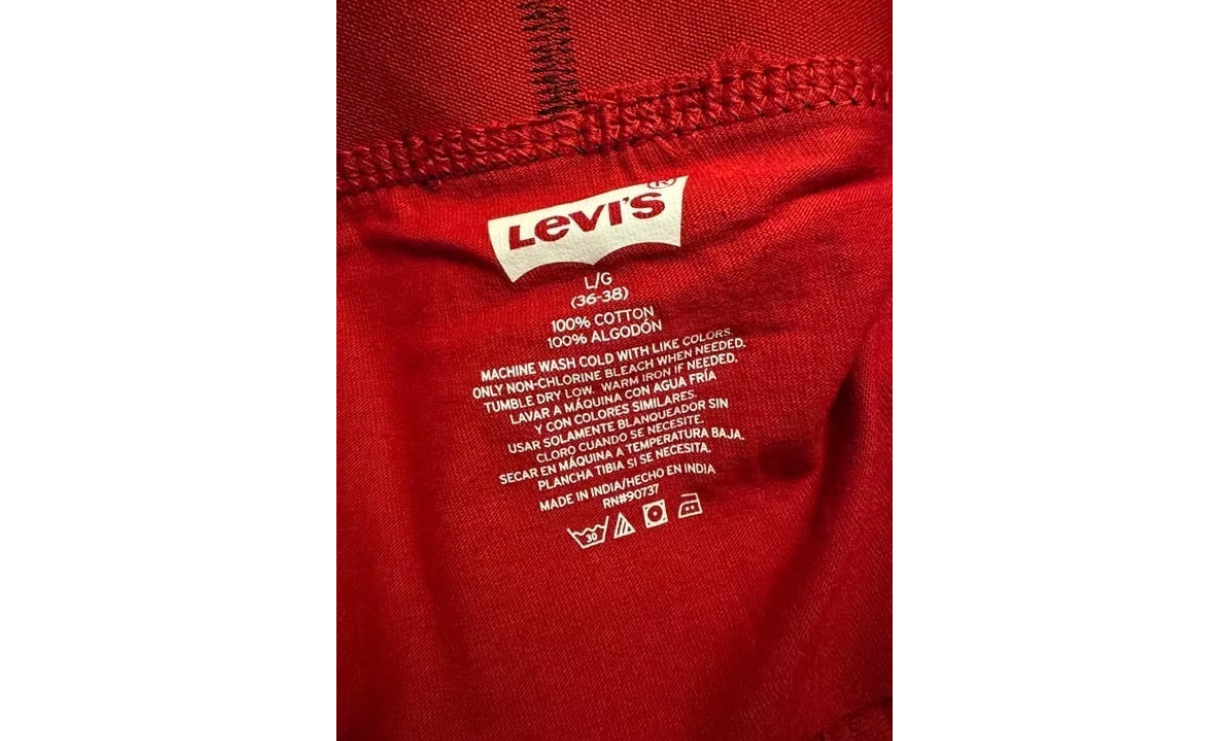 Levi's®
L/G
(36-38)
100% COTTON
100% ALGODÓN
MACHINE WASH COLD WITH LIKE COLORS.
ONLY NON-CHLORINE BLEACH WHEN NEEDED.
TUMBLE DRY LOW. WARM IRON IF NEEDED.
LAVAR A MÁQUINA CON AGUA FRÍA
Y CON COLORES SIMILARES.
USAR SOLAMENTE BLANQUEADOR SIN
CLORO CUANDO SE NECESITE.
SECAR EN MÁQUINA A TEMPERATURA BAJA.
PLANCHA TIBIA SI SE NECESITA.
MADE IN INDIA/HECHO EN INDIA
RN#90737
30